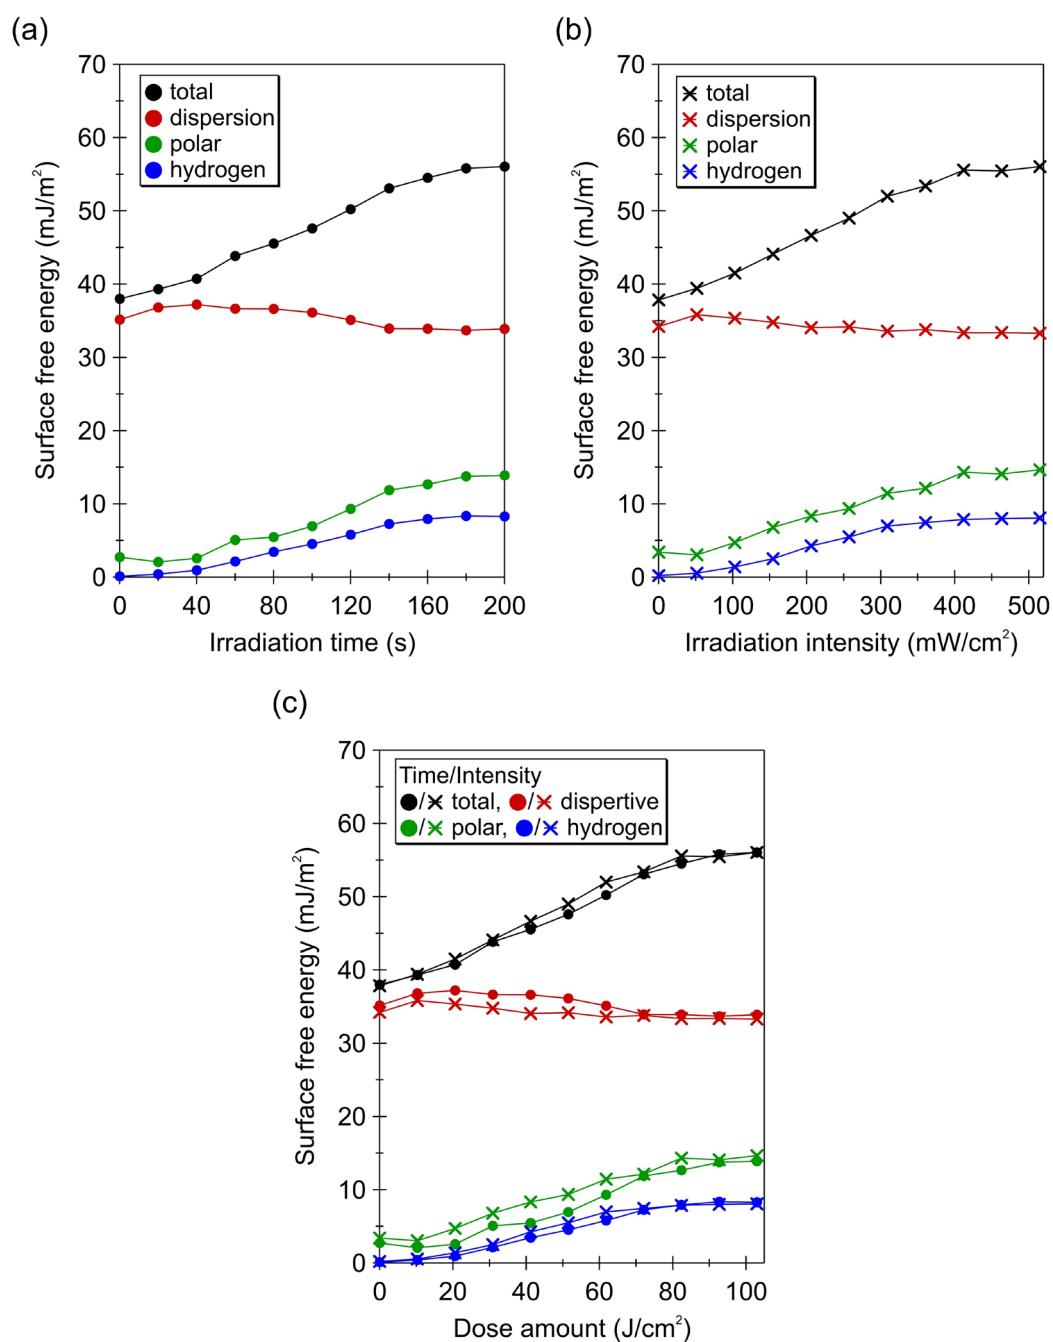 (a)
70
60
50
40
30
20
10
0
Surface free energy (mJ/m²)
total
dispersion
polar
hydrogen
0 40 80 120 160 200
Irradiation time (s)
(b)
70
60
50
40
30
20
10
0
Surface free energy (mJ/m²)
total
dispersion
polar
hydrogen
0 100 200 300 400 500
Irradiation intensity (mW/cm²)
(c)
70
60
50
40
30
20
10
0
Surface free energy (mJ/m²)
Time/Intensity
/ total, / dispertive
/ polar, / hydrogen
0 20 40 60 80 100
Dose amount (J/cm²)